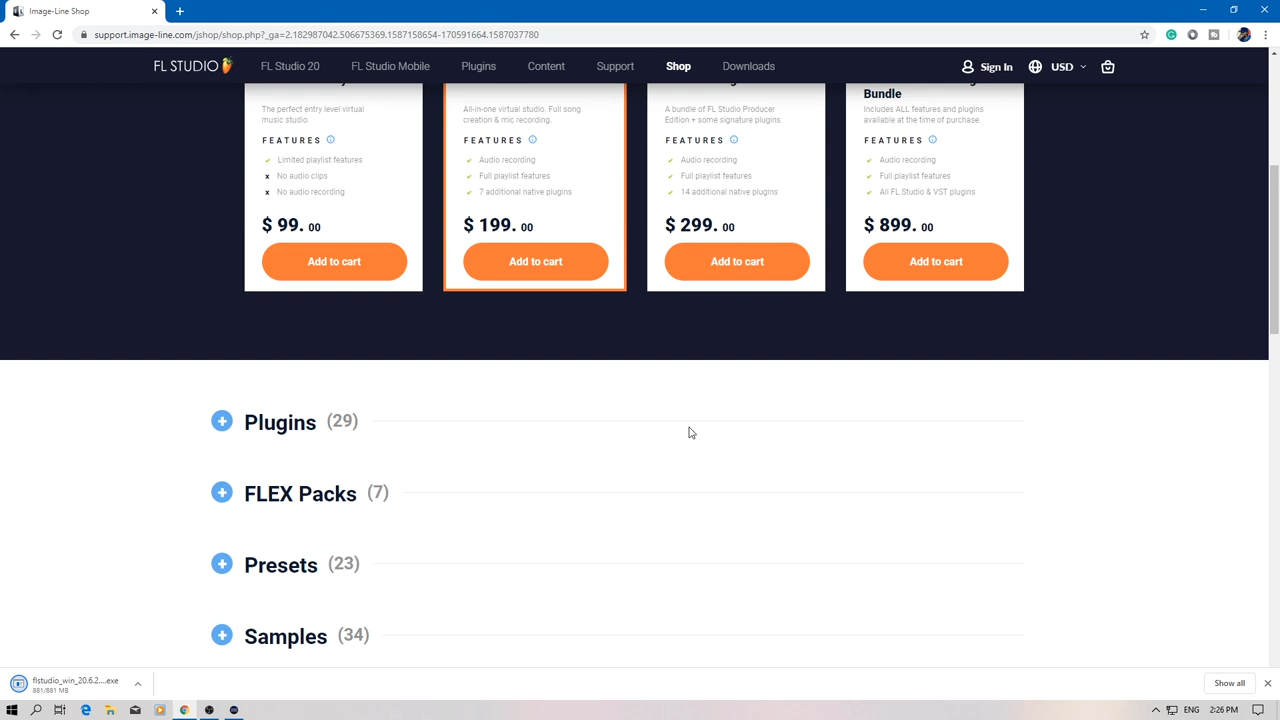 Image-Line Shop
support.image-line.com/jshop/shop.php?_ga=2.182987042.506675369.1587158654-170591664.1587037780
FL STUDIO
FL Studio 20
FL Studio Mobile
Plugins
Content
Support
Shop
Downloads
Sign In
USD
Bundle
The perfect entry level virtual
music studio.
FEATURES
Limited playlist features
No audio clips
No audio recording
$ 99. 00
Add to cart
All-in-one virtual studio. Full song
creation & mic recording.
FEATURES
Audio recording
Full playlist features
7 additional native plugins
$ 199. 00
Add to cart
A bundle of FL Studio Producer
Edition + some signature plugins.
FEATURES
Audio recording
Full playlist features
14 additional native plugins
$ 299. 00
Add to cart
Includes ALL features and plugins
available at the time of purchase.
FEATURES
Audio recording
Full playlist features
All FL Studio & VST plugins
$ 899. 00
Add to cart
Plugins (29)
FLEX Packs (7)
Presets (23)
Samples (34)
flstudio_win_20.6.2....exe
881/881 MB
Show all
ENG
2:26 PM